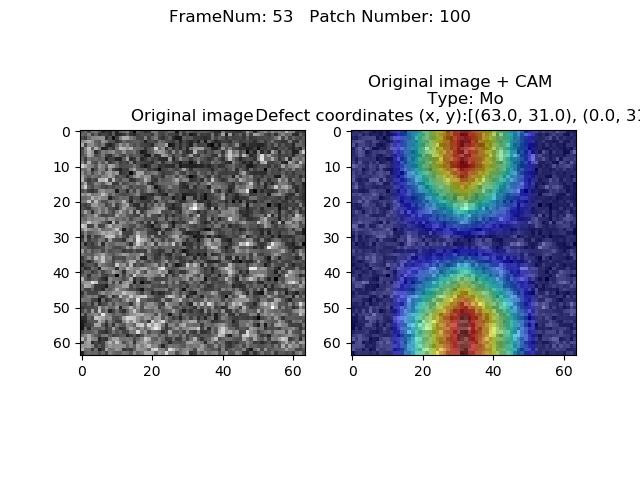 FrameNum: 53   Patch Number: 100
Original image + CAM
Type: Mo
Original image
Defect coordinates (x, y):[(63.0, 31.0), (0.0, 31
0
10
20
30
40
50
60
0 20 40 60
0
10
20
30
40
50
60
0 20 40 60